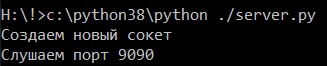 H:\!>c:\python38\python ./server.py
Создаем новый сокет
Слушаем порт 9090